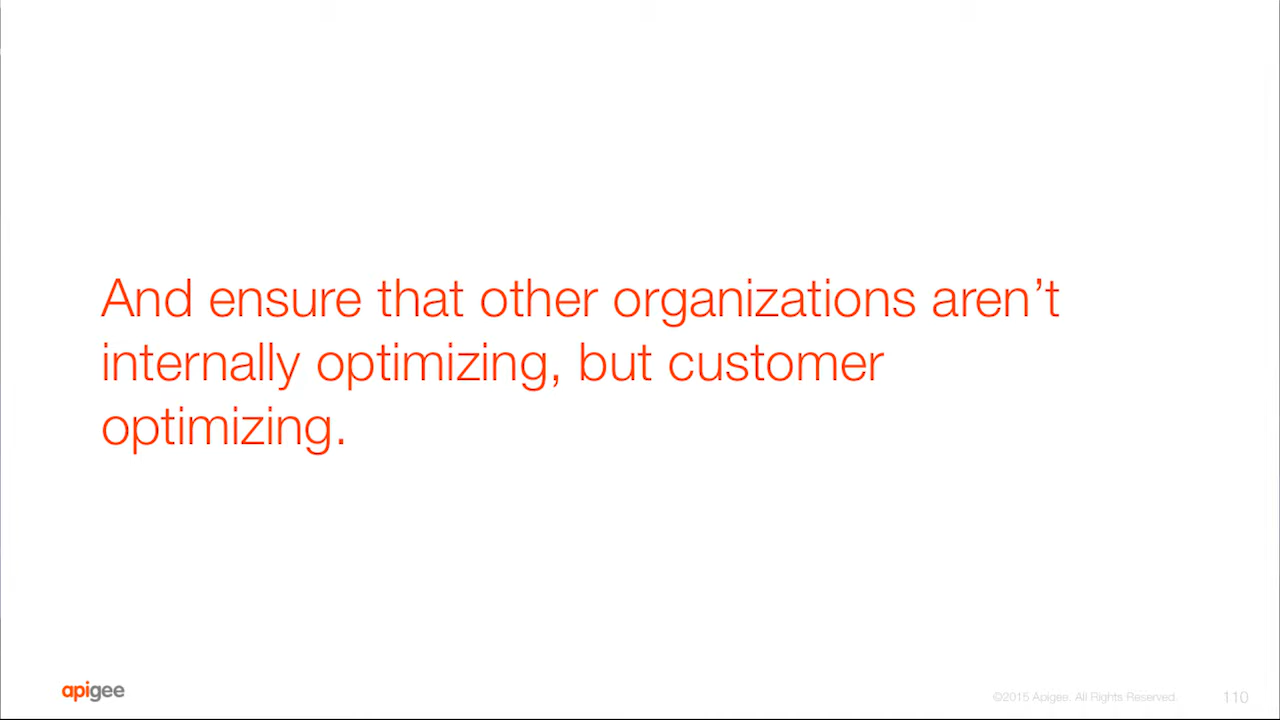 And ensure that other organizations aren’t
internally optimizing, but customer
optimizing.
apigee
©2015 Apigee. All Rights Reserved.
110